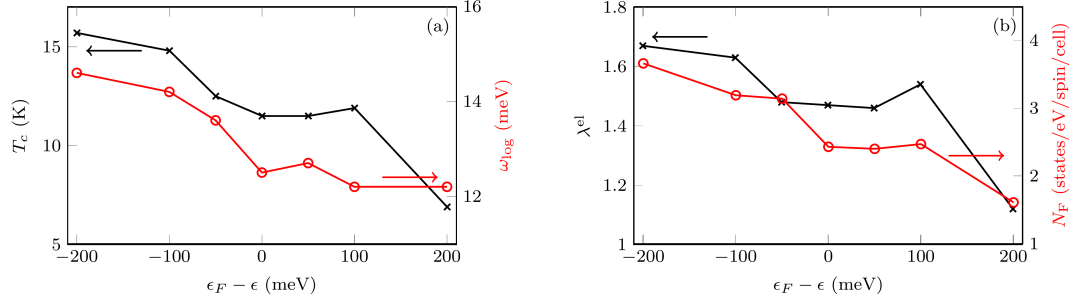 (a)
16
14
12
15
10
5
T_c (K)
ω_log (meV)
−200 −100 0 100 200
ϵ_F − ϵ (meV)
(b)
1.8
1.6
1.4
1.2
1
4
3
2
1
λ^el
N_F (states/eV/spin/cell)
−200 −100 0 100 200
ϵ_F − ϵ (meV)